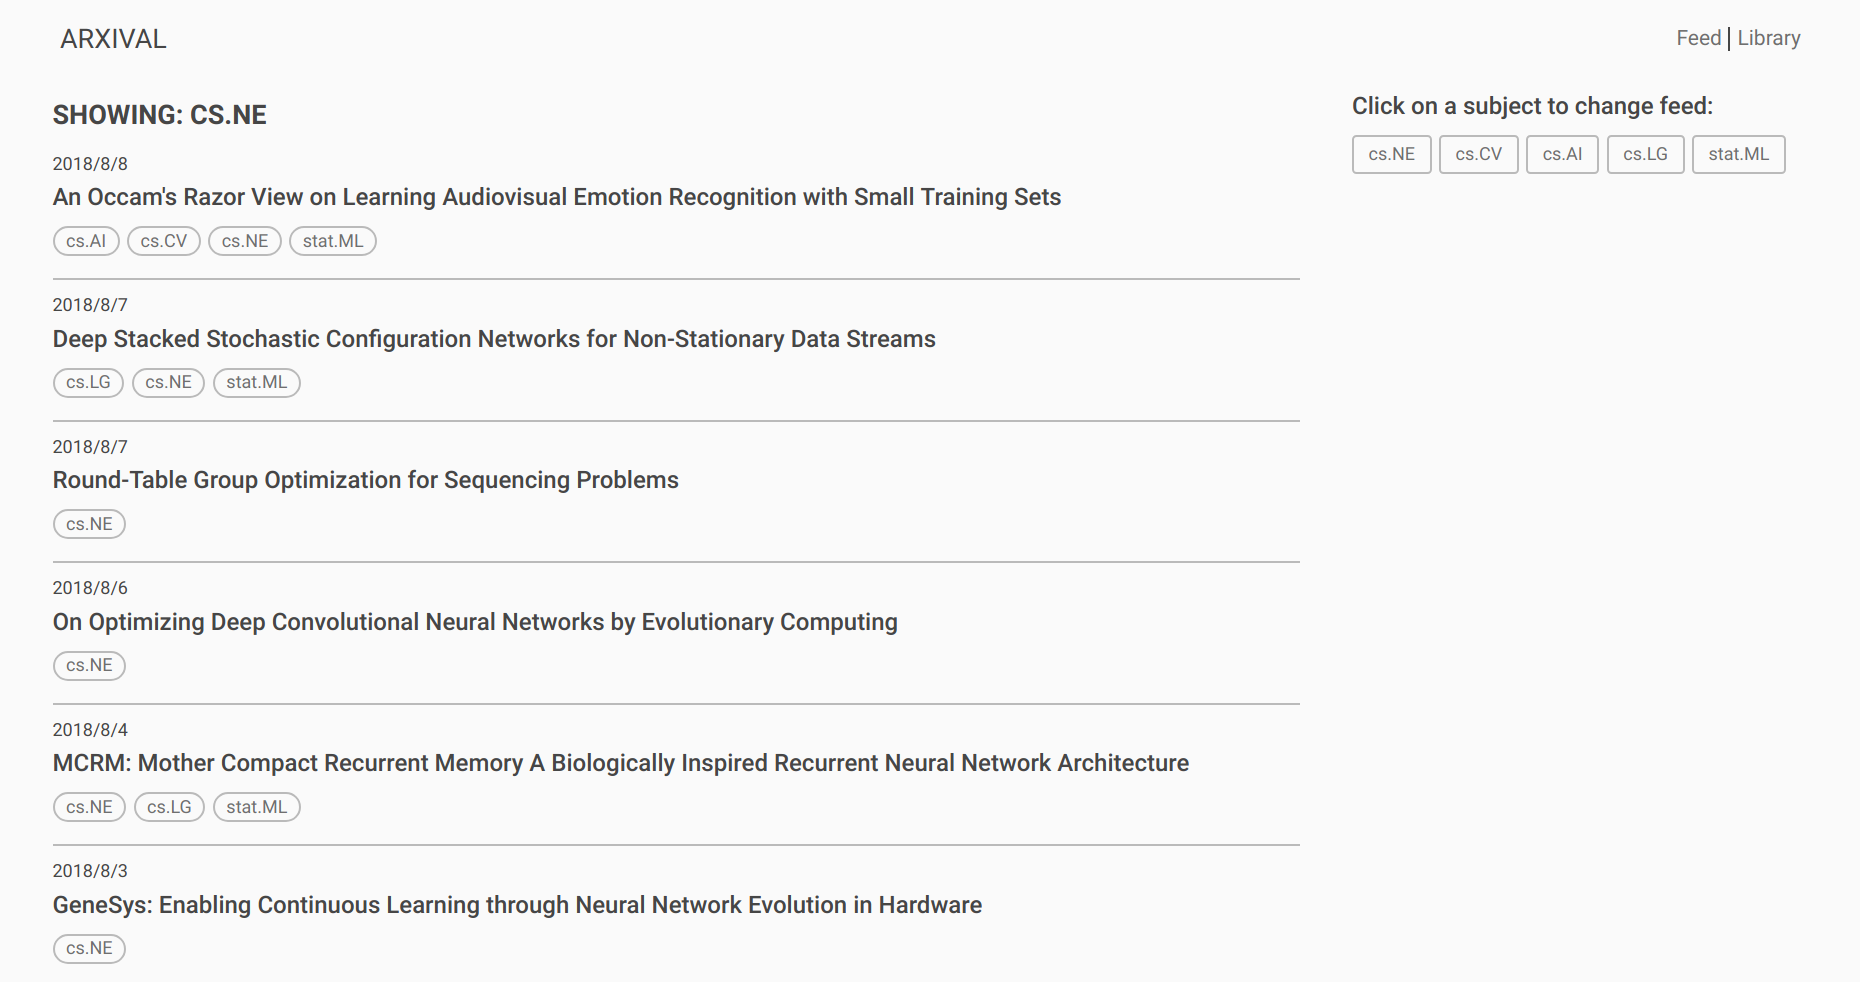 ARXIVAL
Feed | Library
SHOWING: CS.NE
2018/8/8
An Occam's Razor View on Learning Audiovisual Emotion Recognition with Small Training Sets
cs.AI cs.CV cs.NE stat.ML
2018/8/7
Deep Stacked Stochastic Configuration Networks for Non-Stationary Data Streams
cs.LG cs.NE stat.ML
2018/8/7
Round-Table Group Optimization for Sequencing Problems
cs.NE
2018/8/6
On Optimizing Deep Convolutional Neural Networks by Evolutionary Computing
cs.NE
2018/8/4
MCRM: Mother Compact Recurrent Memory A Biologically Inspired Recurrent Neural Network Architecture
cs.NE cs.LG stat.ML
2018/8/3
GeneSys: Enabling Continuous Learning through Neural Network Evolution in Hardware
cs.NE
Click on a subject to change feed:
cs.NE cs.CV cs.AI cs.LG stat.ML